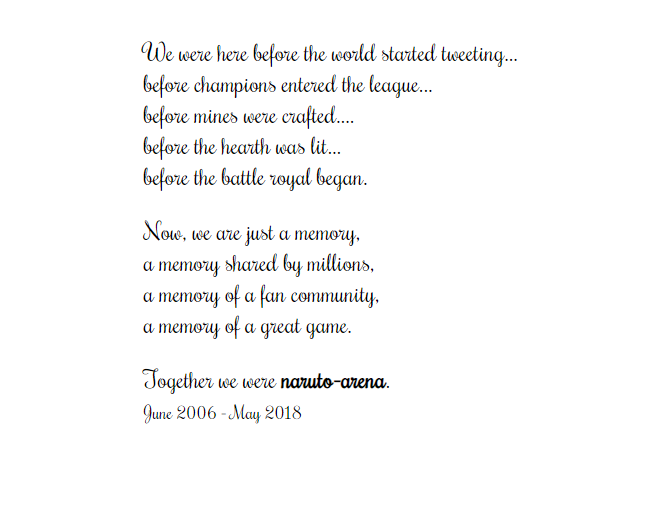 We were here before the world started tweeting...
before champions entered the league...
before mines were crafted....
before the hearth was lit...
before the battle royal began.
Now, we are just a memory,
a memory shared by millions,
a memory of a fan community,
a memory of a great game.
Together we were naruto-arena.
June 2006 - May 2018